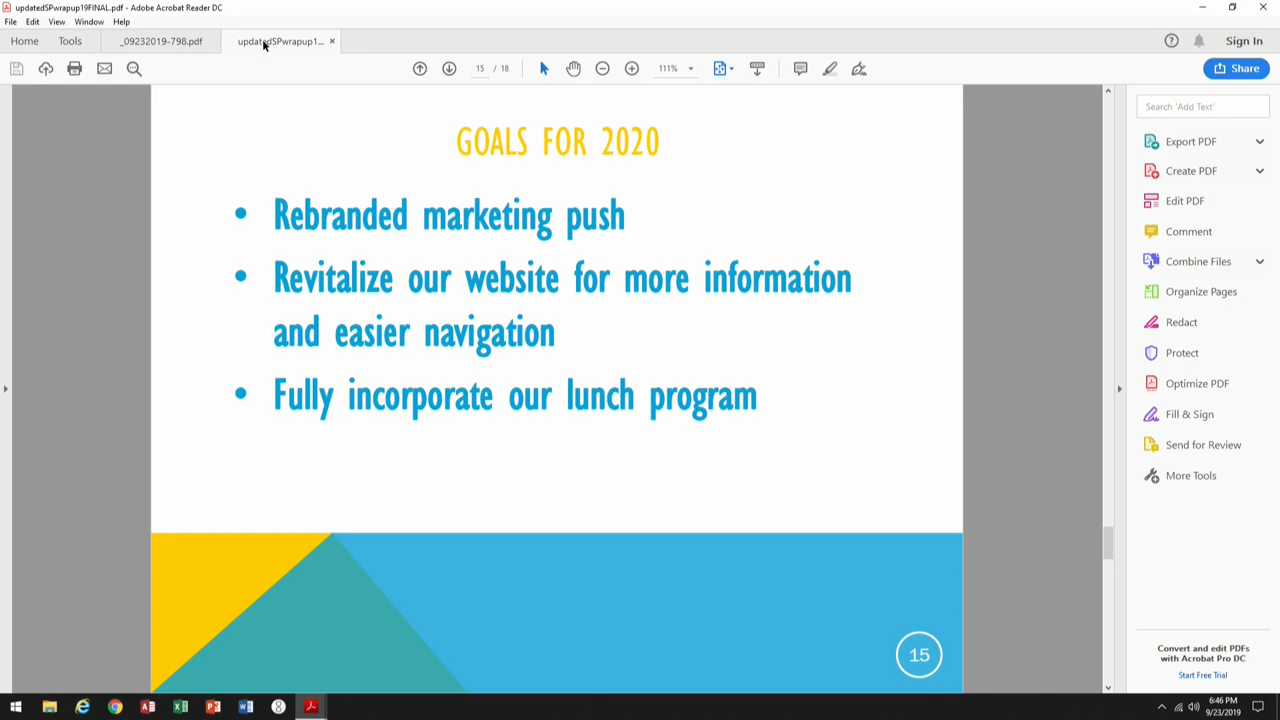 updatedSPwrapup19FINAL.pdf - Adobe Acrobat Reader DC
File Edit View Window Help
Home Tools _09232019-798.pdf updatedSPwrapup1... × Sign In
15 / 18 111% Share
GOALS FOR 2020
• Rebranded marketing push
• Revitalize our website for more information
and easier navigation
• Fully incorporate our lunch program
15
Search 'Add Text'
Export PDF
Create PDF
Edit PDF
Comment
Combine Files
Organize Pages
Redact
Protect
Optimize PDF
Fill & Sign
Send for Review
More Tools
Convert and edit PDFs
with Acrobat Pro DC
Start Free Trial
6:46 PM
9/23/2019